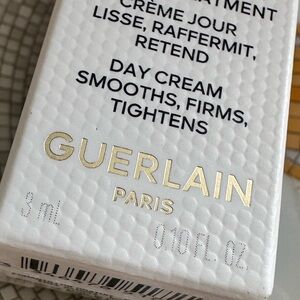 CRÈME JOUR
LISSE, RAFFERMIT,
RETEND
DAY CREAM
SMOOTHS, FIRMS,
TIGHTENS
GUERLAIN
PARIS
3 mL 0.10 FL. OZ.